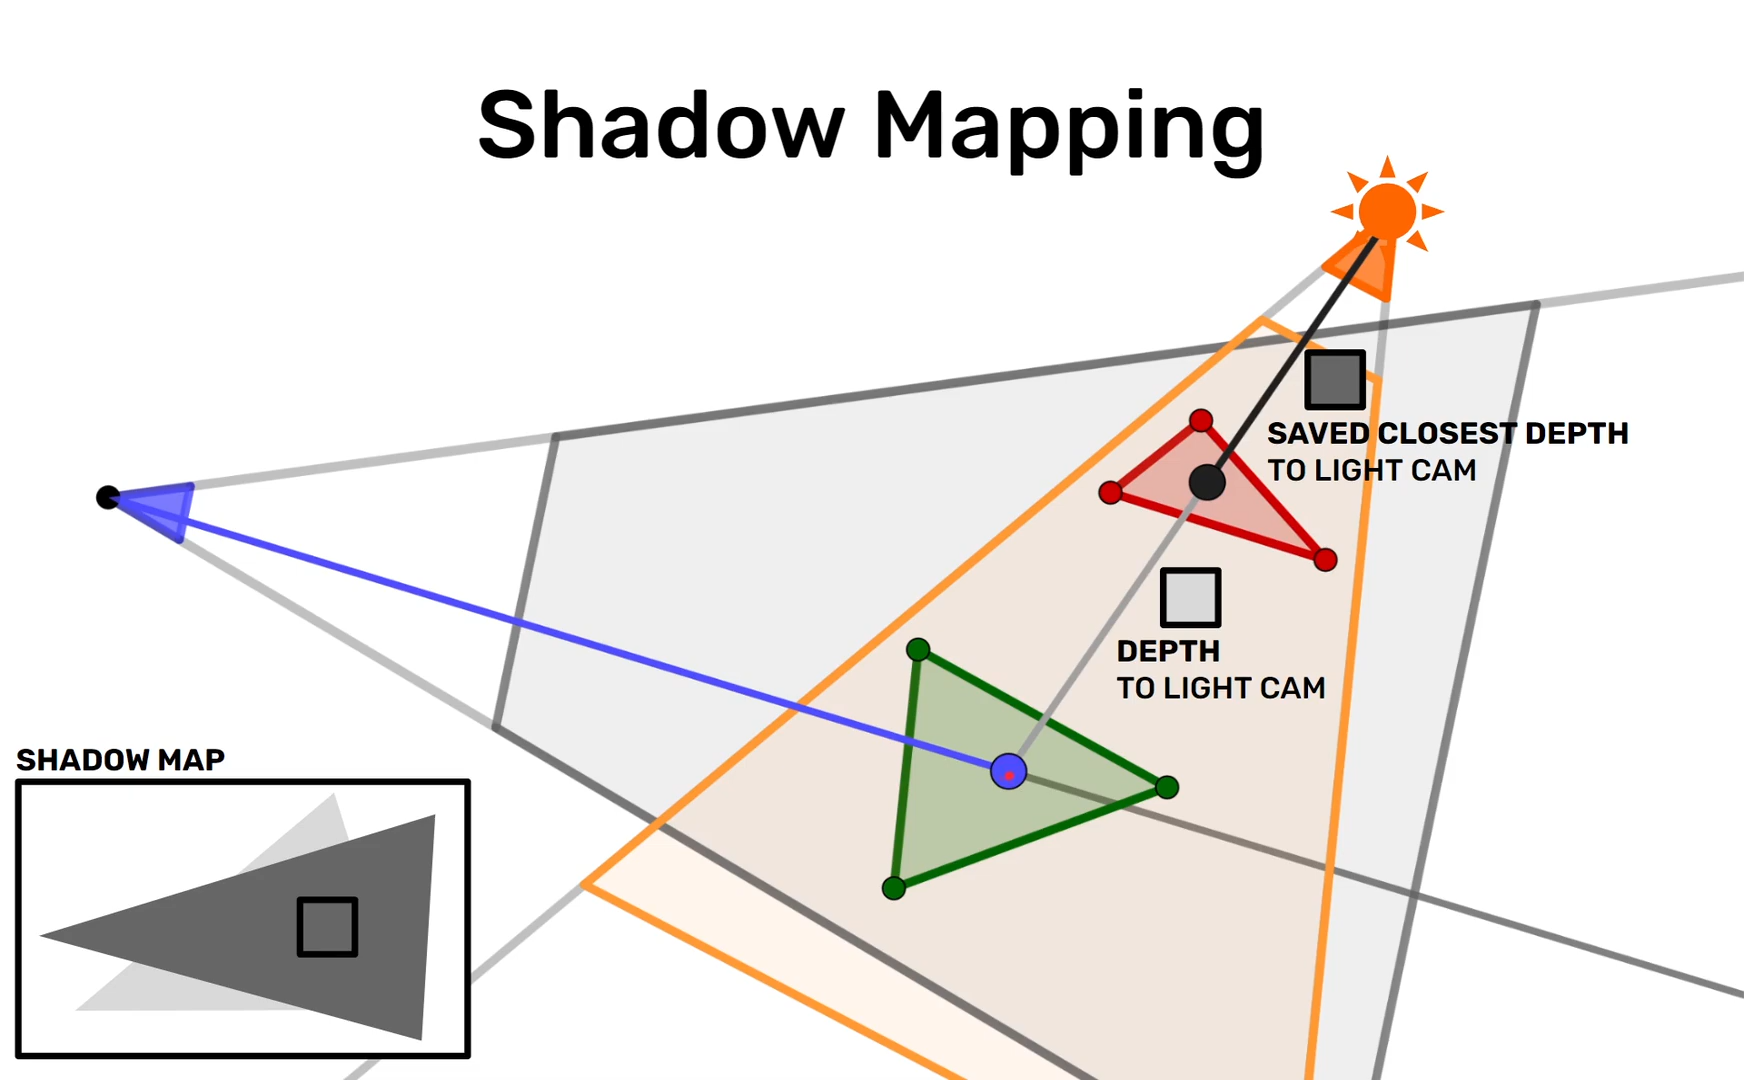 Shadow Mapping
SAVED CLOSEST DEPTH
TO LIGHT CAM
DEPTH
TO LIGHT CAM
SHADOW MAP